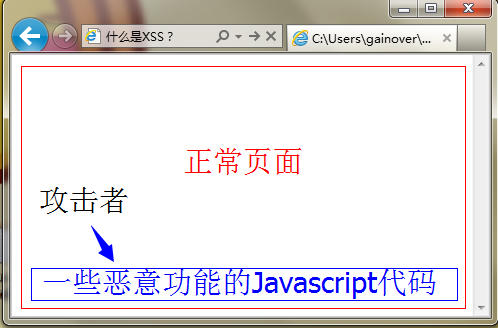 什么是XSS？
C:\Users\gainover\...
正常页面
攻击者
一些恶意功能的Javascript代码